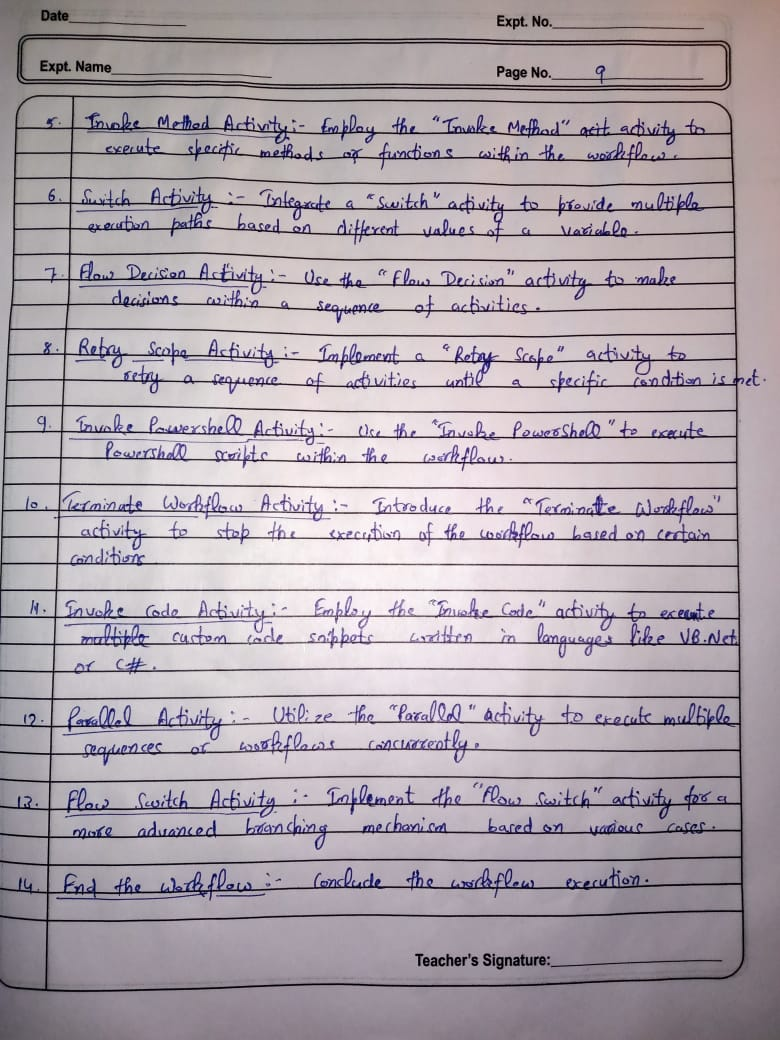 Date
Expt. No.
Expt. Name
Page No. 9
5. Invoke Method Activity :- Employ the "Invoke Method" acit activity to
execute specific methods or functions within the workflow.
6. Switch Activity :- Integrate a "Switch" activity to provide multiple
execution paths based on different values of a variable.
7. Flow Decision Activity :- Use the "Flow Decision" activity to make
decisions within a sequence of activities.
8. Retry Scope Activity :- Implement a "Retry Scope" activity to
retry a sequence of activities until a specific condition is met.
9. Invoke Powershell Activity :- Use the "Invoke PowerShell" to execute
Powershell scripts within the workflow.
10. Terminate Workflow Activity :- Introduce the "Terminate Workflow"
activity to stop the execution of the workflow based on certain
conditions
11. Invoke Code Activity :- Employ the "Invoke Code" activity to execute
multiple custom code snippets written in languages like VB.Net
or C#.
12. Parallel Activity :- Utilize the "Parallel" activity to execute multiple
sequences or workflows concurrently.
13. Flow Switch Activity :- Implement the "Flow Switch" activity for a
more advanced branching mechanism based on various cases.
14. End the Workflow :- Conclude the workflow execution.
Teacher's Signature: